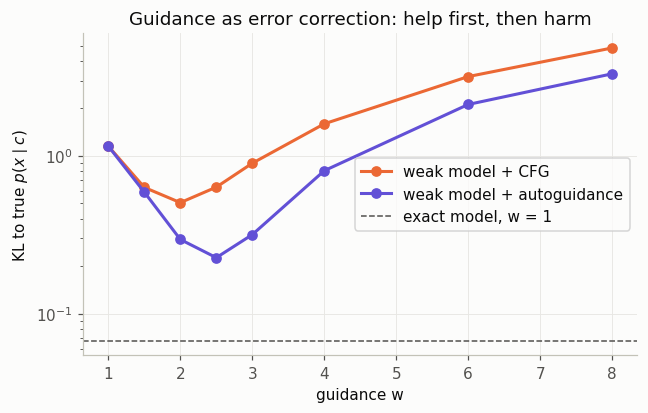 Guidance as error correction: help first, then harm
KL to true p(x | c)
10⁰
10⁻¹
weak model + CFG
weak model + autoguidance
exact model, w = 1
1 2 3 4 5 6 7 8
guidance w